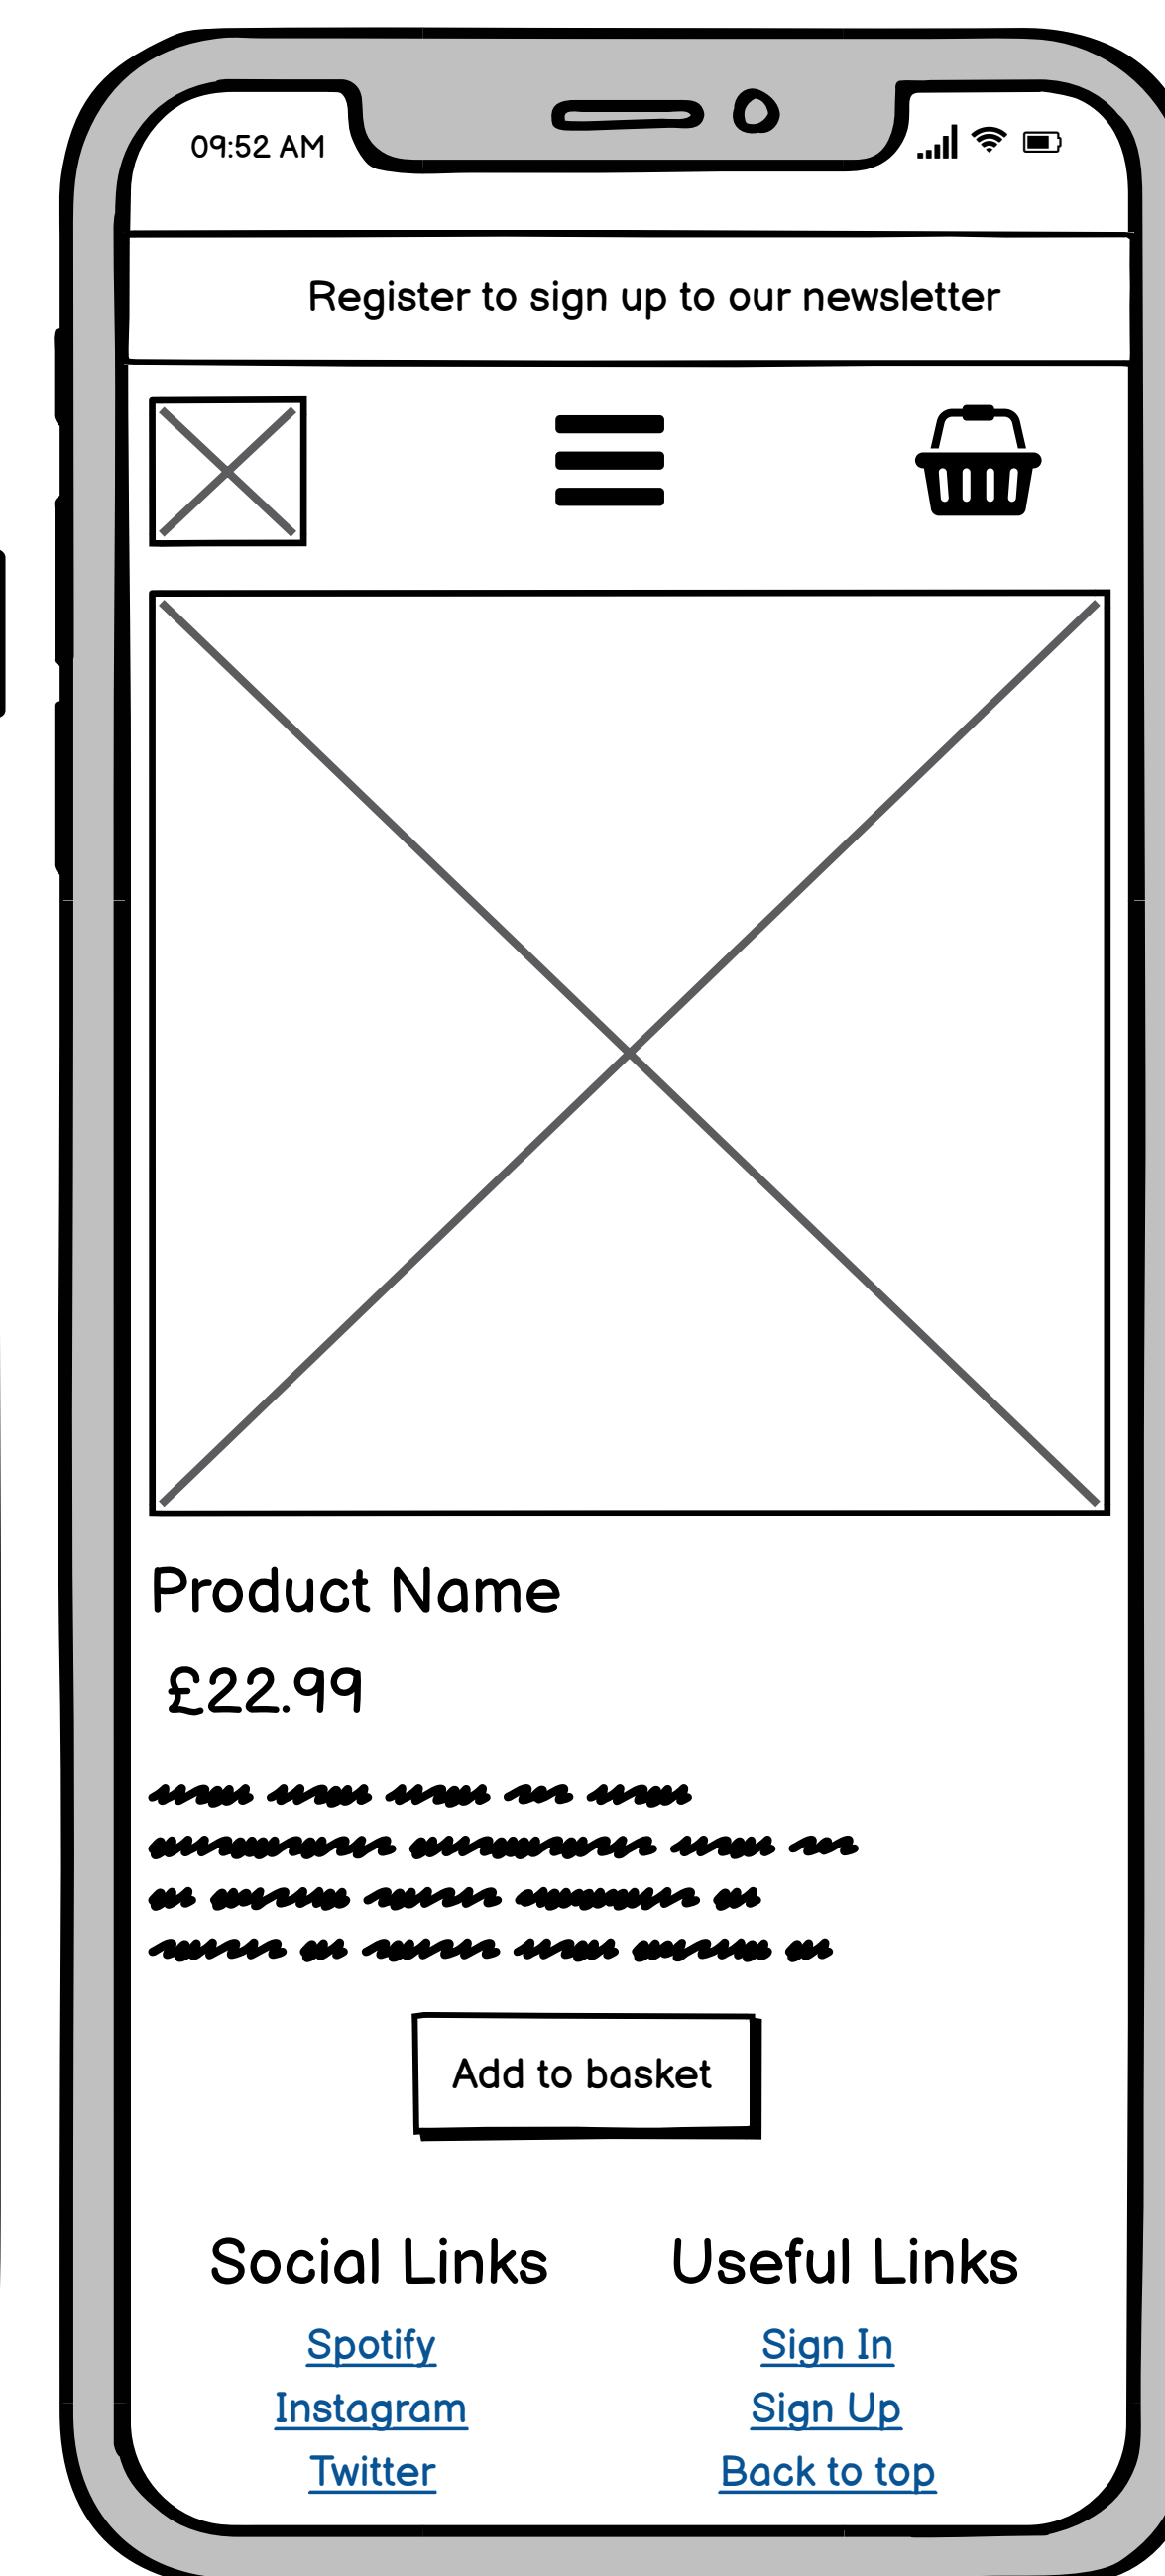 09:52 AM
Register to sign up to our newsletter
Product Name
£22.99
Add to basket
Social Links
Spotify
Instagram
Twitter
Useful Links
Sign In
Sign Up
Back to top